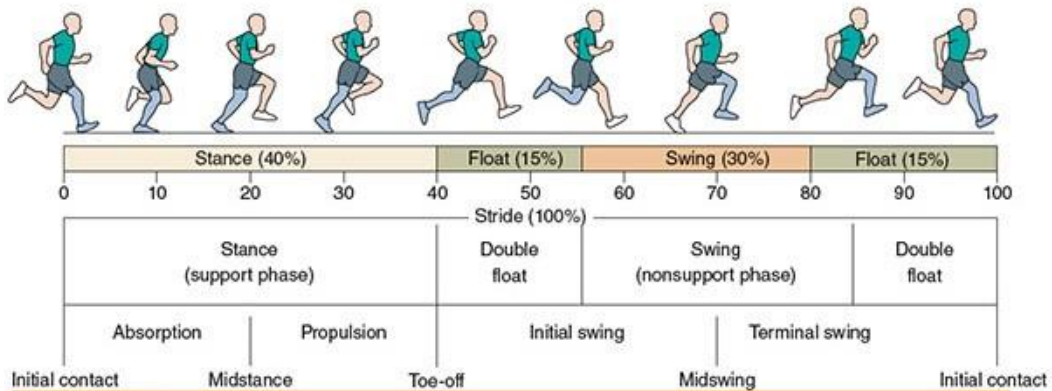 Stance (40%) Float (15%) Swing (30%) Float (15%)
0 10 20 30 40 50 60 70 80 90 100
Stride (100%)
Stance Double Swing Double
(support phase) float (nonsupport phase) float
Absorption Propulsion Initial swing Terminal swing
Initial contact Midstance Toe-off Midswing Initial contact